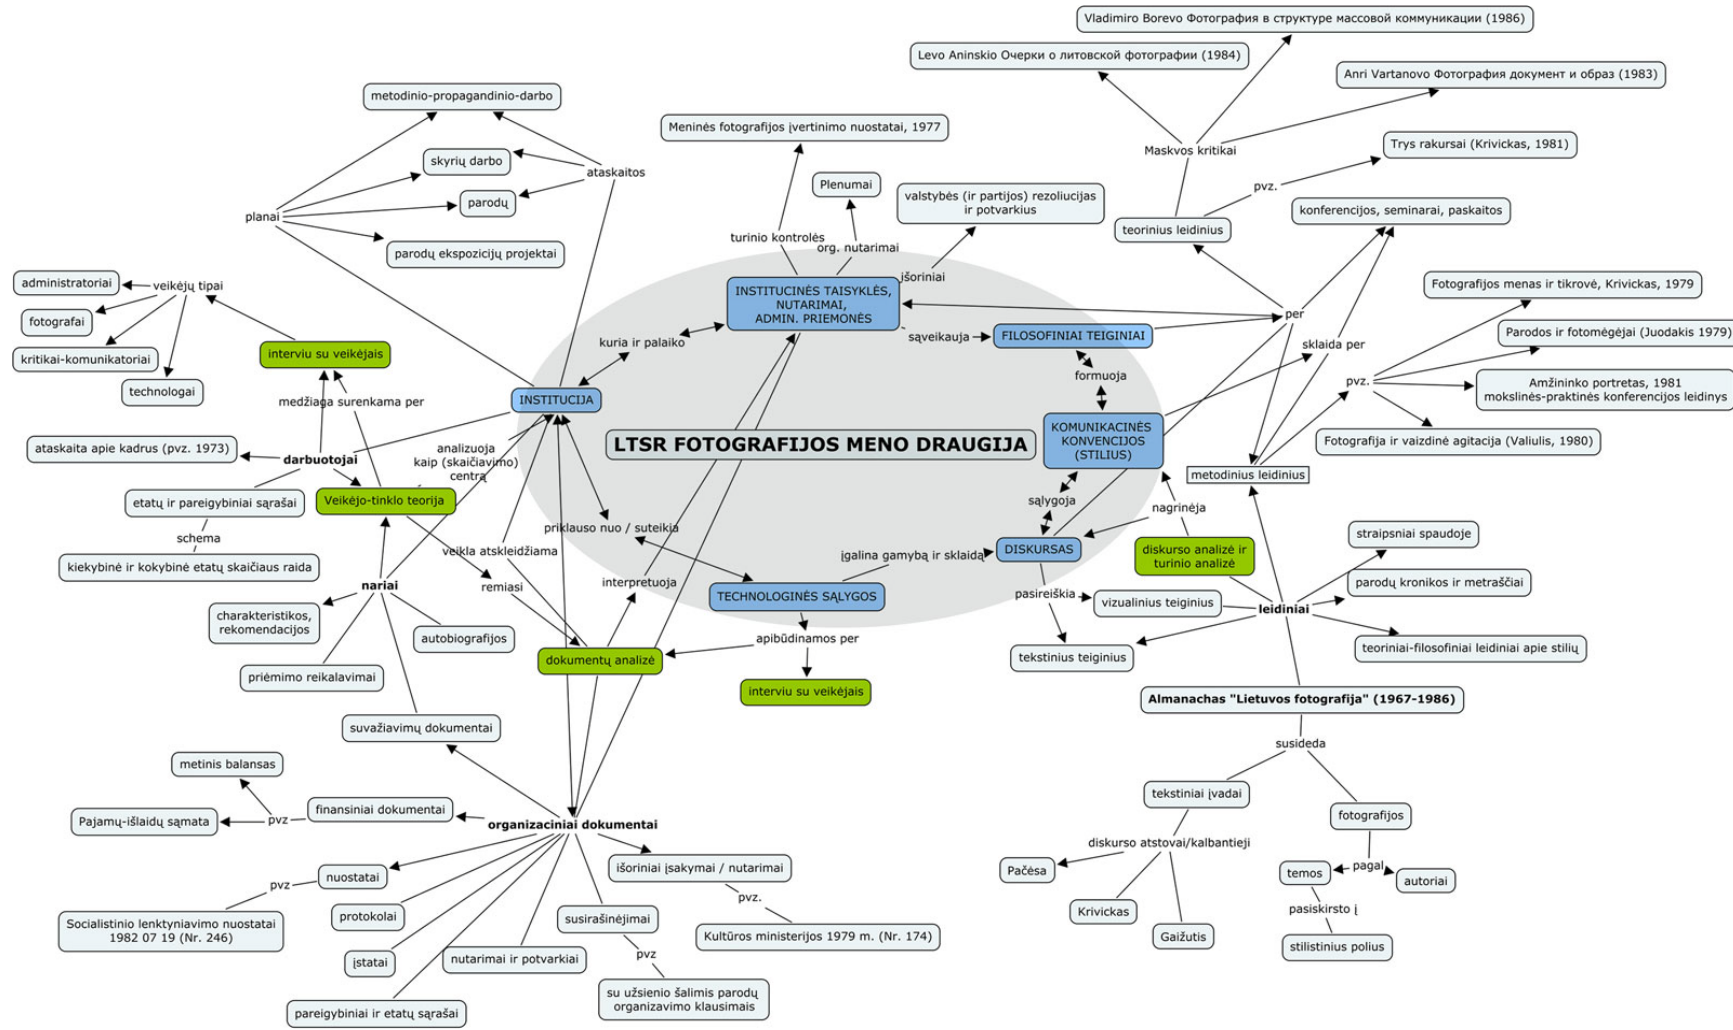 Vladimiro Borevo Фотография в структуре массовой коммуникации (1986)
Levo Aninskio Очерки о литовской фотографии (1984)
Anri Vartanovo Фотография документ и образ (1983)
metodinio-propagandinio-darbo
Meninės fotografijos įvertinimo nuostatai, 1977
Maskvos kritikai
Trys rakursai (Krivickas, 1981)
skyrių darbo
ataskaitos
Plenumai
pvz.
valstybės (ir partijos) rezoliucijas
ir potvarkius
konferencijos, seminarai, paskaitos
parodų
planai
teorinius leidinius
turinio kontrolės
org. nutarimai
parodų ekspozicijų projektai
išoriniai
administratoriai
veikėjų tipai
INSTITUCINĖS TAISYKLĖS,
NUTARIMAI,
ADMIN. PRIEMONĖS
Fotografijos menas ir tikrovė, Krivickas, 1979
fotografai
per
kuria ir palaiko
sąveikauja
FILOSOFINIAI TEIGINIAI
sklaida per
Parodos ir fotomėgėjai (Juodakis 1979)
kritikai-komunikatoriai
interviu su veikėjais
formuoja
pvz.
technologai
Amžininko portretas, 1981
mokslinės-praktinės konferencijos leidinys
medžiaga surenkama per
INSTITUCIJA
KOMUNIKACINĖS
KONVENCIJOS
(STILIUS)
LTSR FOTOGRAFIJOS MENO DRAUGIJA
Fotografija ir vaizdinė agitacija (Valiulis, 1980)
ataskaita apie kadrus (pvz. 1973)
darbuotojai
analizuoja
kaip (skaičiavimo)
centrą
metodinius leidinius
etatų ir pareigybiniai sąrašai
Veikėjo-tinklo teorija
sąlygoja
nagrinėja
schema
priklauso nuo / suteikia
straipsniai spaudoje
kiekybinė ir kokybinė etatų skaičiaus raida
veikla atskleidžiama
įgalina gamybą ir sklaidą
DISKURSAS
diskurso analizė ir
turinio analizė
nariai
remiasi
interpretuoja
TECHNOLOGINĖS SĄLYGOS
pasireiškia
vizualinius teiginius
leidiniai
parodų kronikos ir metraščiai
charakteristikos,
rekomendacijos
autobiografijos
apibūdinamos per
teoriniai-filosofiniai leidiniai apie stilių
priėmimo reikalavimai
dokumentų analizė
tekstinius teiginius
interviu su veikėjais
Almanachas "Lietuvos fotografija" (1967-1986)
suvažiavimų dokumentai
susideda
metinis balansas
tekstiniai įvadai
fotografijos
finansiniai dokumentai
pvz
Pajamų-išlaidų sąmata
organizaciniai dokumentai
diskurso atstovai/kalbantieji
pagal
Pačėsa
temos
autoriai
nuostatai
išoriniai įsakymai / nutarimai
pvz
pvz.
Socialistinio lenktyniavimo nuostatai
1982 07 19 (Nr. 246)
protokolai
susirašinėjimai
Krivickas
pasiskirsto į
Kultūros ministerijos 1979 m. (Nr. 174)
Gaižutis
stilistinius polius
įstatai
nutarimai ir potvarkiai
pvz
su užsienio šalimis parodų
organizavimo klausimais
pareigybiniai ir etatų sąrašai